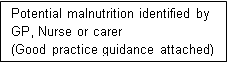 Potential malnutrition identified by
GP, Nurse or carer
(Good practice guidance attached)